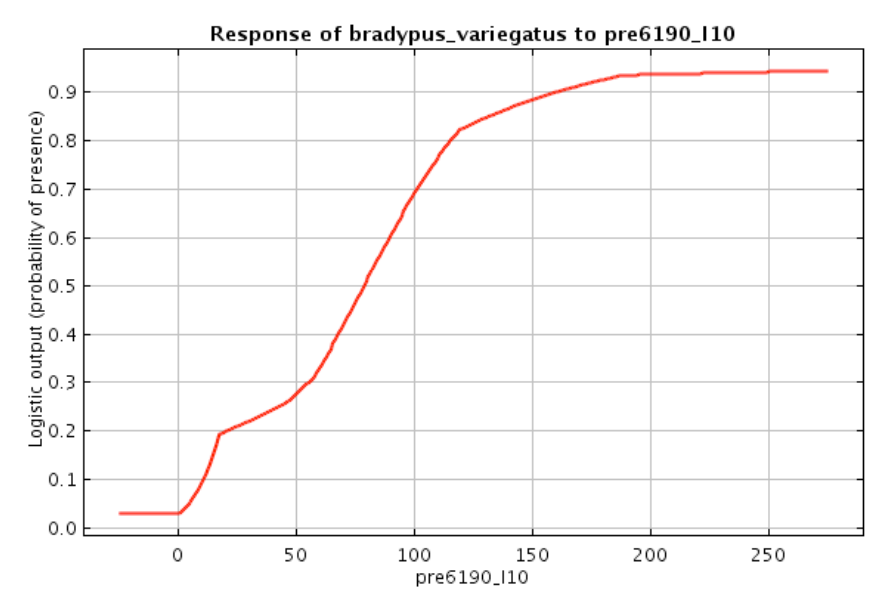 Response of bradypus_variegatus to pre6190_l10
Logistic output (probability of presence)
0.9
0.8
0.7
0.6
0.5
0.4
0.3
0.2
0.1
0.0
0 50 100 150 200 250
pre6190_l10